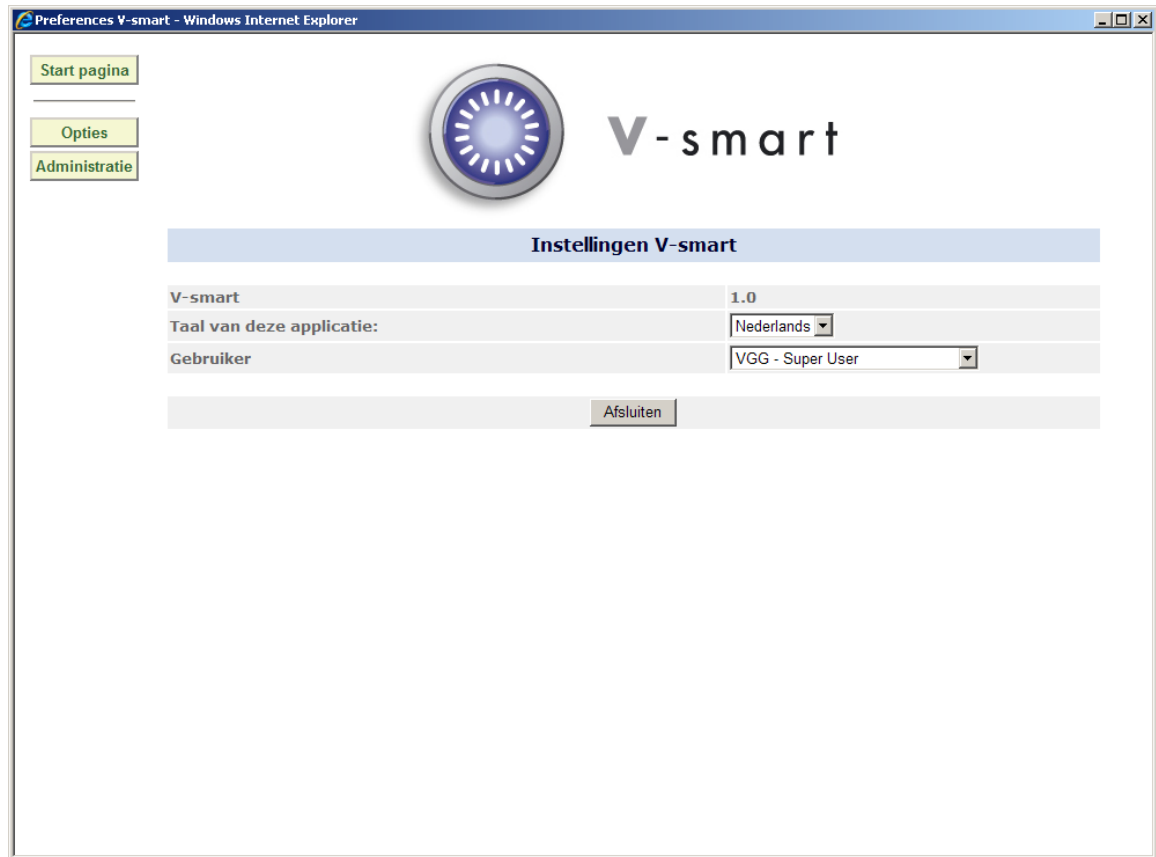 Preferences V-smart - Windows Internet Explorer
Start pagina
Opties
Administratie
V-smart
Instellingen V-smart
V-smart 1.0
Taal van deze applicatie: Nederlands
Gebruiker VGG - Super User
Afsluiten